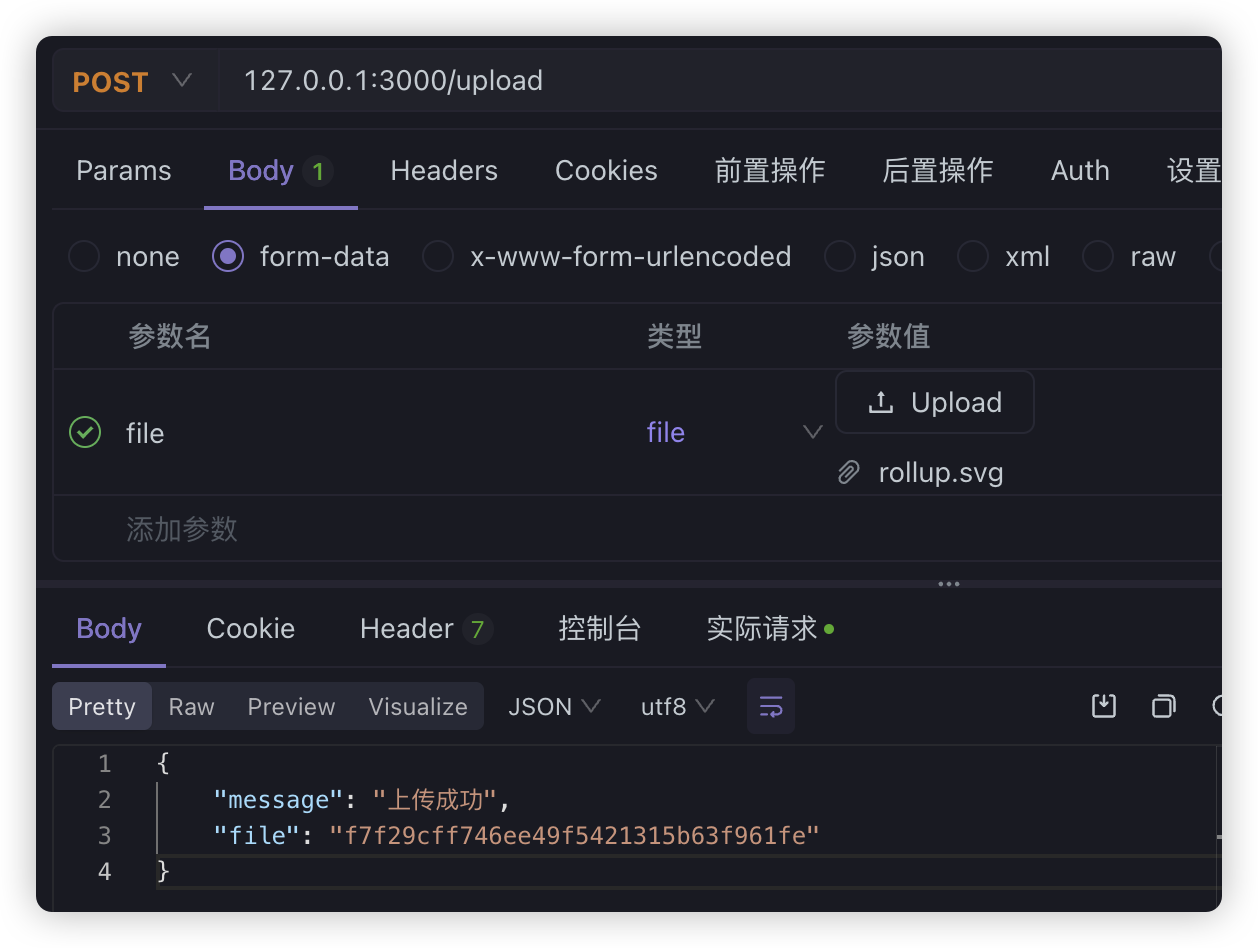 POST 127.0.0.1:3000/upload
Params Body 1 Headers Cookies 前置操作 后置操作 Auth 设置
none form-data x-www-form-urlencoded json xml raw
参数名 类型 参数值
Upload
file file
rollup.svg
添加参数
Body Cookie Header 7 控制台 实际请求
Pretty Raw Preview Visualize JSON utf8
1 {
2 "message": "上传成功",
3 "file": "f7f29cff746ee49f5421315b63f961fe"
4 }